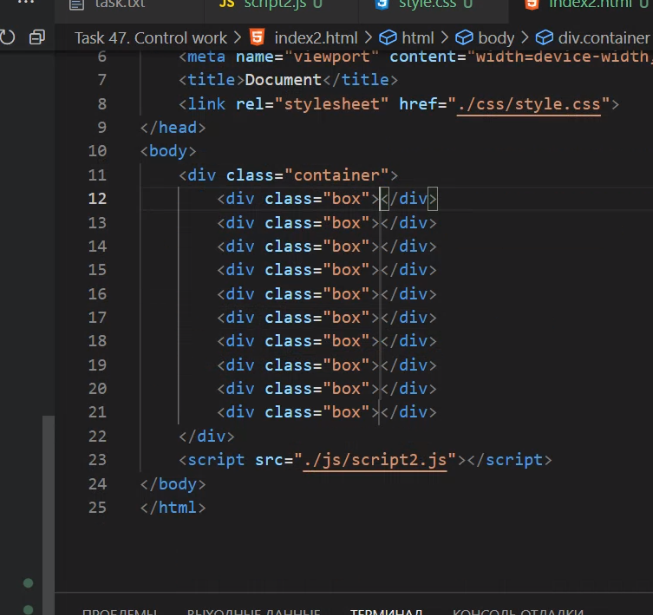 task.txt JS script2.js U style.css U index2.html U
Task 47. Control work > index2.html > html > body > div.container
6 <meta name="viewport" content="width=device-width,
7 <title>Document</title>
8 <link rel="stylesheet" href="./css/style.css">
9 </head>
10 <body>
11 <div class="container">
12 <div class="box"></div>
13 <div class="box"></div>
14 <div class="box"></div>
15 <div class="box"></div>
16 <div class="box"></div>
17 <div class="box"></div>
18 <div class="box"></div>
19 <div class="box"></div>
20 <div class="box"></div>
21 <div class="box"></div>
22 </div>
23 <script src="./js/script2.js"></script>
24 </body>
25 </html>
ПРОБЛЕМЫ ВЫХОДНЫЕ ДАННЫЕ ТЕРМИНАЛ КОНСОЛЬ ОТЛАДКИ